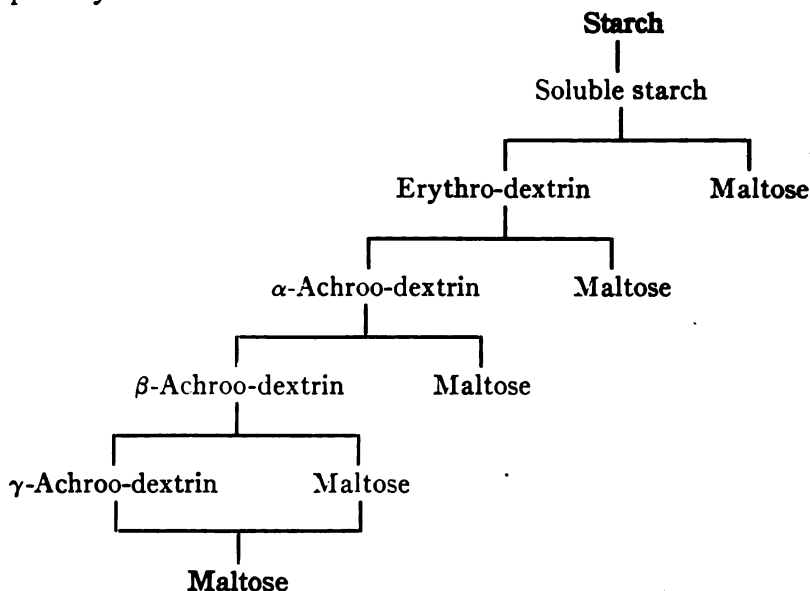 Starch
Soluble starch
Erythro-dextrin Maltose
α-Achroo-dextrin Maltose
β-Achroo-dextrin Maltose
γ-Achroo-dextrin Maltose
Maltose